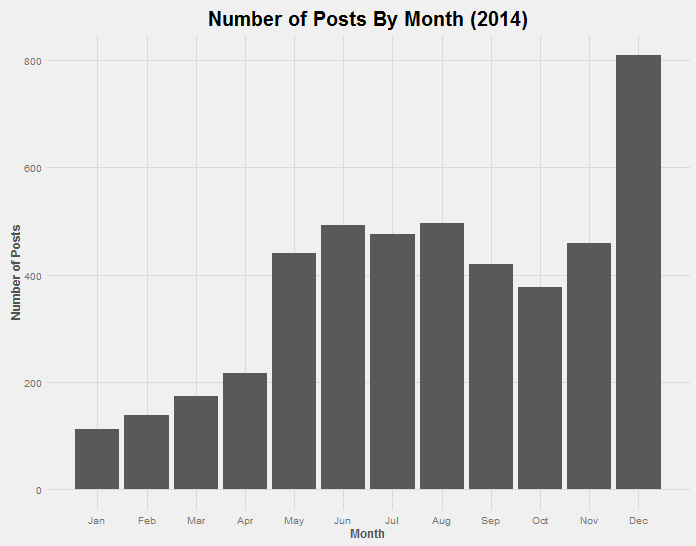 Number of Posts By Month (2014)
Number of Posts
800
600
400
200
0
Jan Feb Mar Apr May Jun Jul Aug Sep Oct Nov Dec
Month